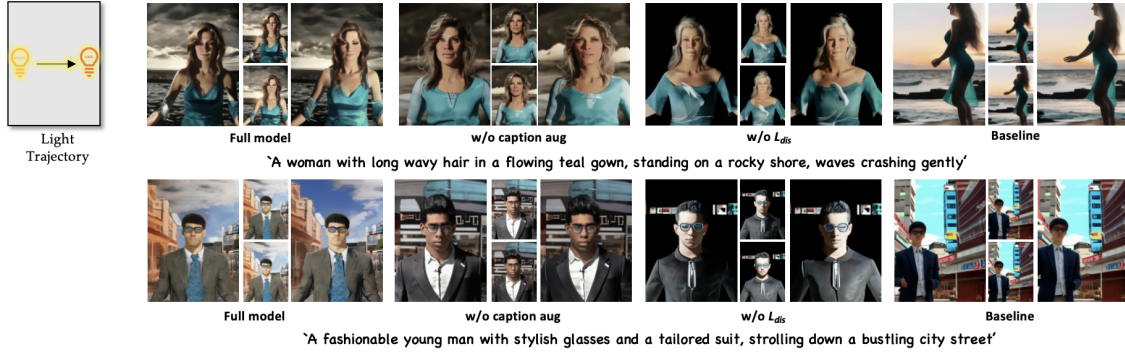 Light
Trajectory
Full model
w/o caption aug
w/o Ldis
Baseline
‘A woman with long wavy hair in a flowing teal gown, standing on a rocky shore, waves crashing gently’
Full model
w/o caption aug
w/o Ldis
Baseline
‘A fashionable young man with stylish glasses and a tailored suit, strolling down a bustling city street’